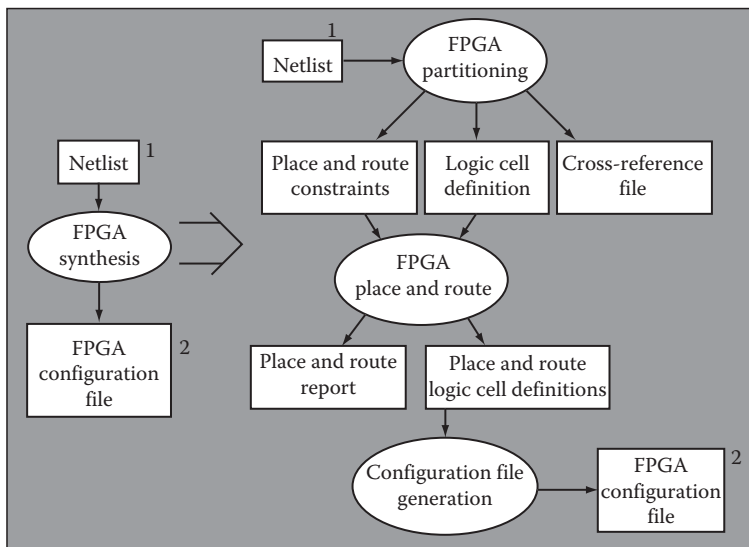 1
Netlist
FPGA
synthesis
FPGA
configuration
file
2
1
Netlist
FPGA
partitioning
Place and route
constraints
Logic cell
definition
Cross-reference
file
FPGA
place and route
Place and route
report
Place and route
logic cell definitions
Configuration file
generation
FPGA
configuration
file
2